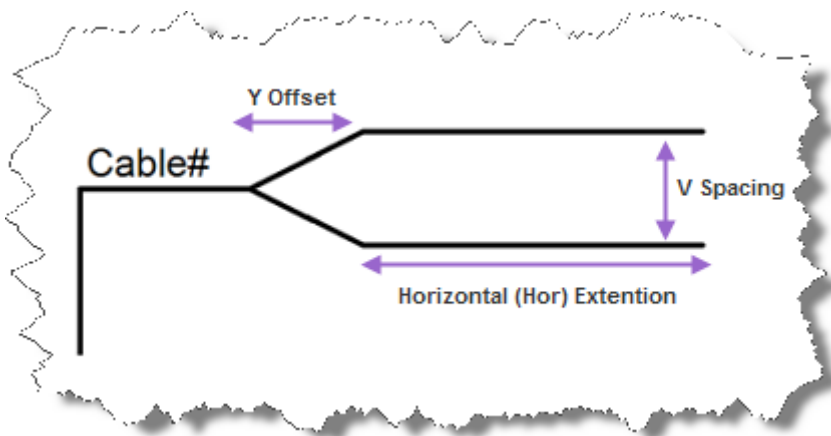 Y Offset
Cable#
V Spacing
Horizontal (Hor) Extention